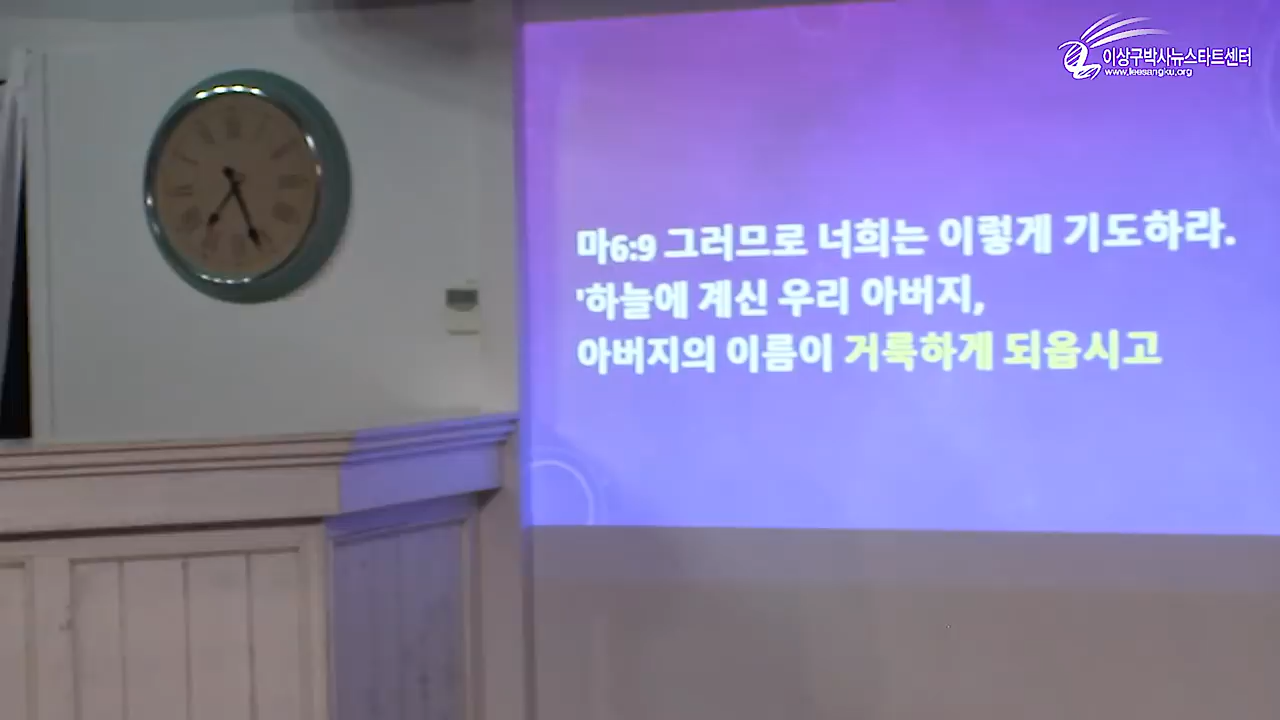 이상구박사뉴스타트센터
www.leesangku.org
마6:9 그러므로 너희는 이렇게 기도하라.
'하늘에 계신 우리 아버지,
아버지의 이름이 거룩하게 되옵시고